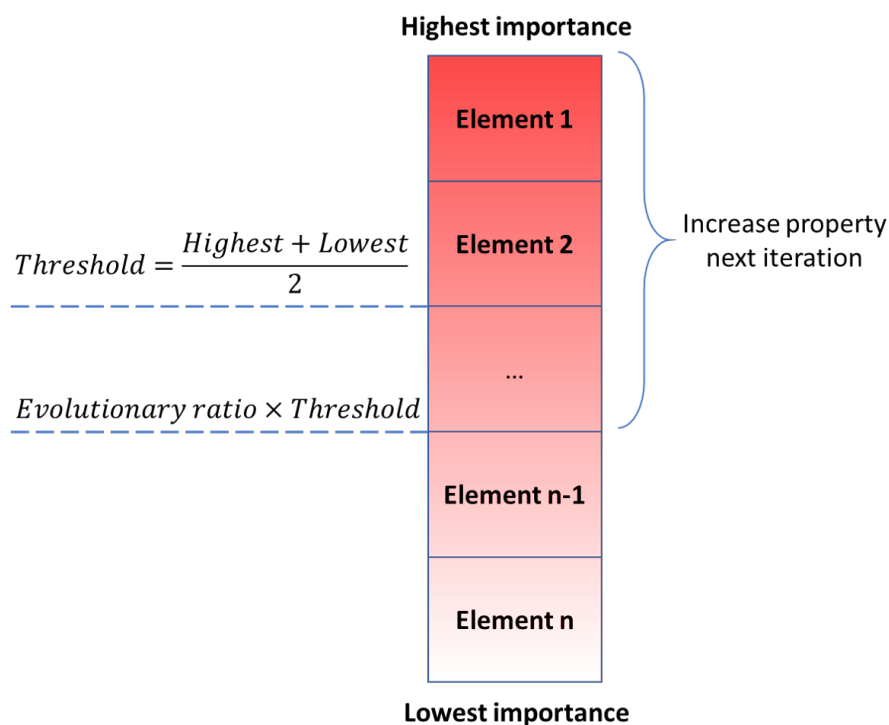 Highest importance
Element 1
Element 2
Threshold = (Highest + Lowest) / 2
Increase property
next iteration
...
Evolutionary ratio × Threshold
Element n-1
Element n
Lowest importance